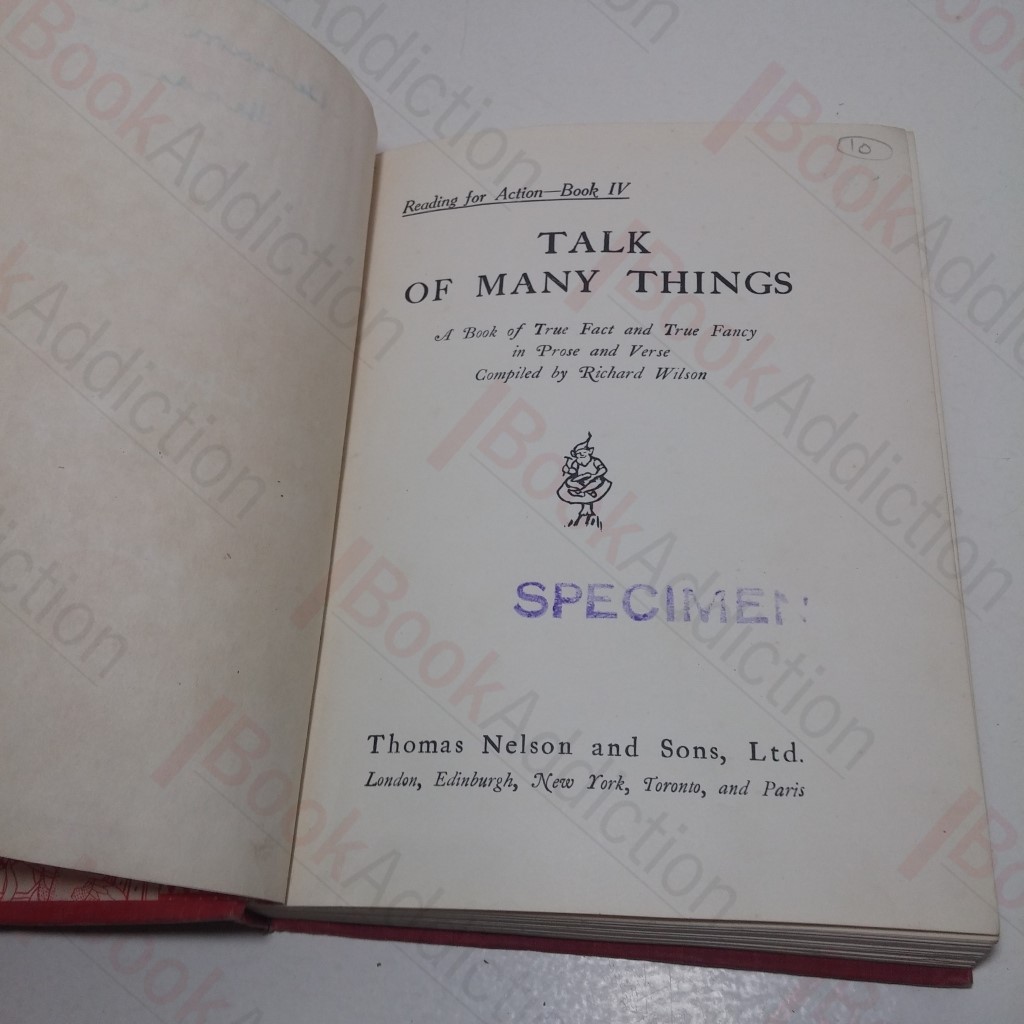 10
Reading for Action—Book IV
TALK
OF MANY THINGS
A Book of True Fact and True Fancy
in Prose and Verse
Compiled by Richard Wilson
SPECIMEN
Thomas Nelson and Sons, Ltd.
London, Edinburgh, New York, Toronto, and Paris
BookAddiction